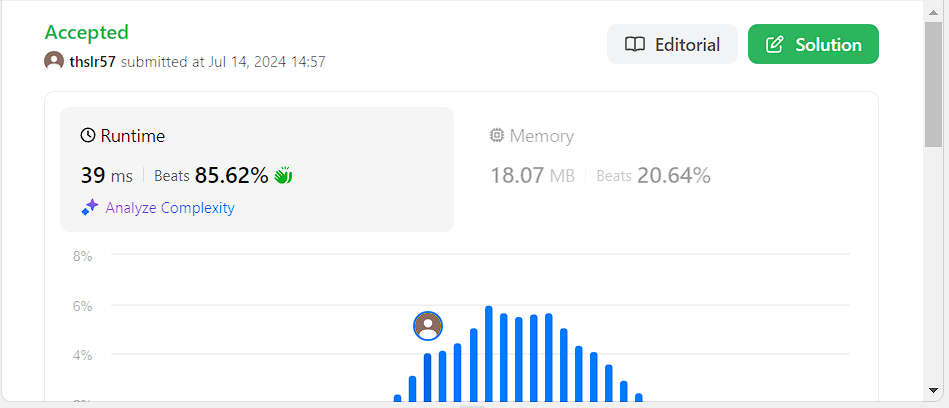 Accepted
Editorial
Solution
thslr57 submitted at Jul 14, 2024 14:57
Runtime
Memory
39 ms
Beats 85.62%
18.07 MB
Beats 20.64%
Analyze Complexity
8%
6%
4%